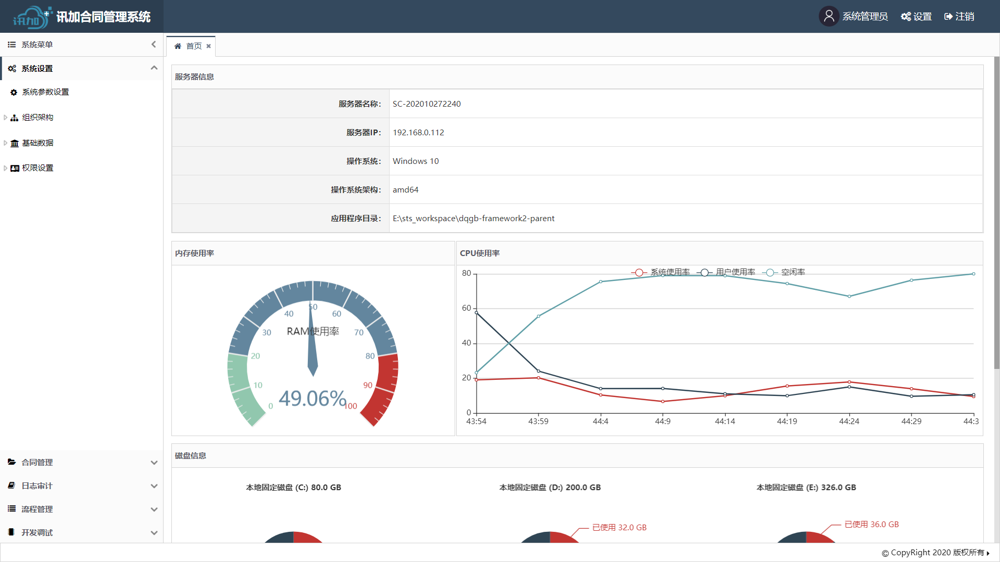 讯加
讯加合同管理系统
系统管理员 设置 注销
系统菜单
系统设置
系统参数设置
组织架构
基础数据
权限设置
合同管理
日志审计
流程管理
开发调试
首页
服务器信息
服务器名称： SC-202010272240
服务器IP： 192.168.0.112
操作系统： Windows 10
操作系统架构： amd64
应用程序目录： E:\sts_workspace\dqgb-framework2-parent
内存使用率
0
10
20
30
40
50
60
70
80
90
100
RAM使用率
49.06%
CPU使用率
系统使用率 用户使用率 空闲率
80
60
40
20
0
43:54 43:59 44:4 44:9 44:14 44:19 44:24 44:29 44:3
磁盘信息
本地固定磁盘 (C:) 80.0 GB
本地固定磁盘 (D:) 200.0 GB
已使用 32.0 GB
本地固定磁盘 (E:) 326.0 GB
已使用 36.0 GB
© CopyRight 2020 版权所有